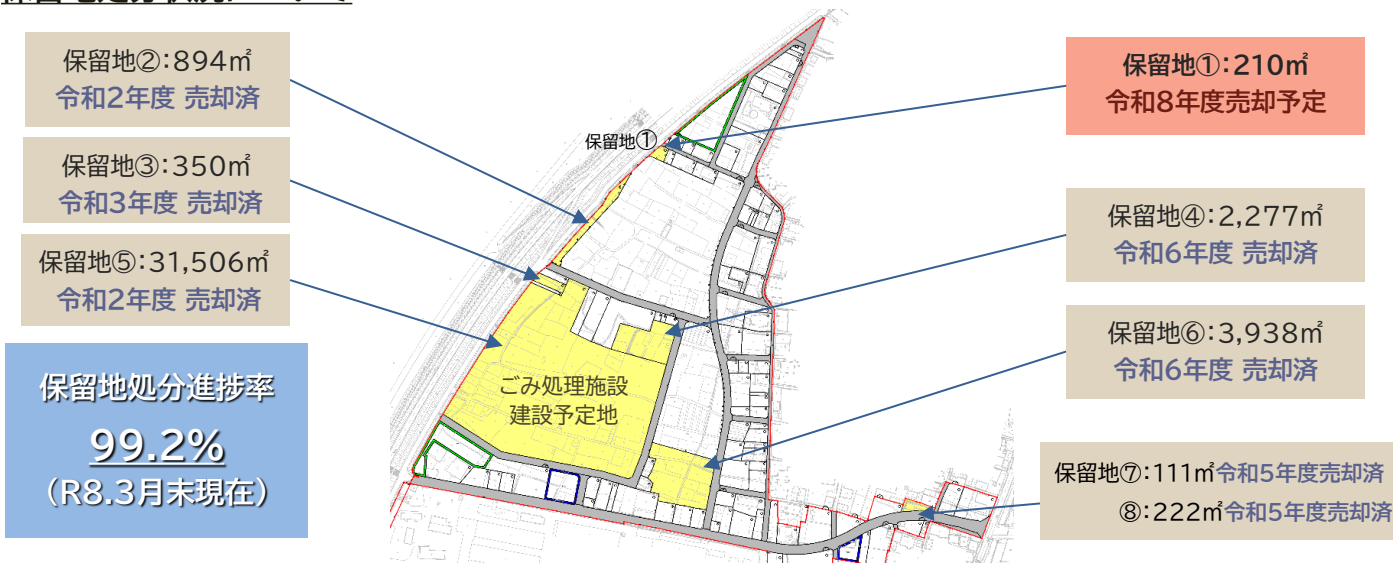 保留地②:894㎡
令和2年度 売却済
保留地③:350㎡
令和3年度 売却済
保留地⑤:31,506㎡
令和2年度 売却済
保留地処分進捗率
99.2%
(R8.3月末現在)
保留地①
ごみ処理施設
建設予定地
保留地①:210㎡
令和8年度売却予定
保留地④:2,277㎡
令和6年度 売却済
保留地⑥:3,938㎡
令和6年度 売却済
保留地⑦:111㎡令和5年度売却済
⑧:222㎡令和5年度売却済